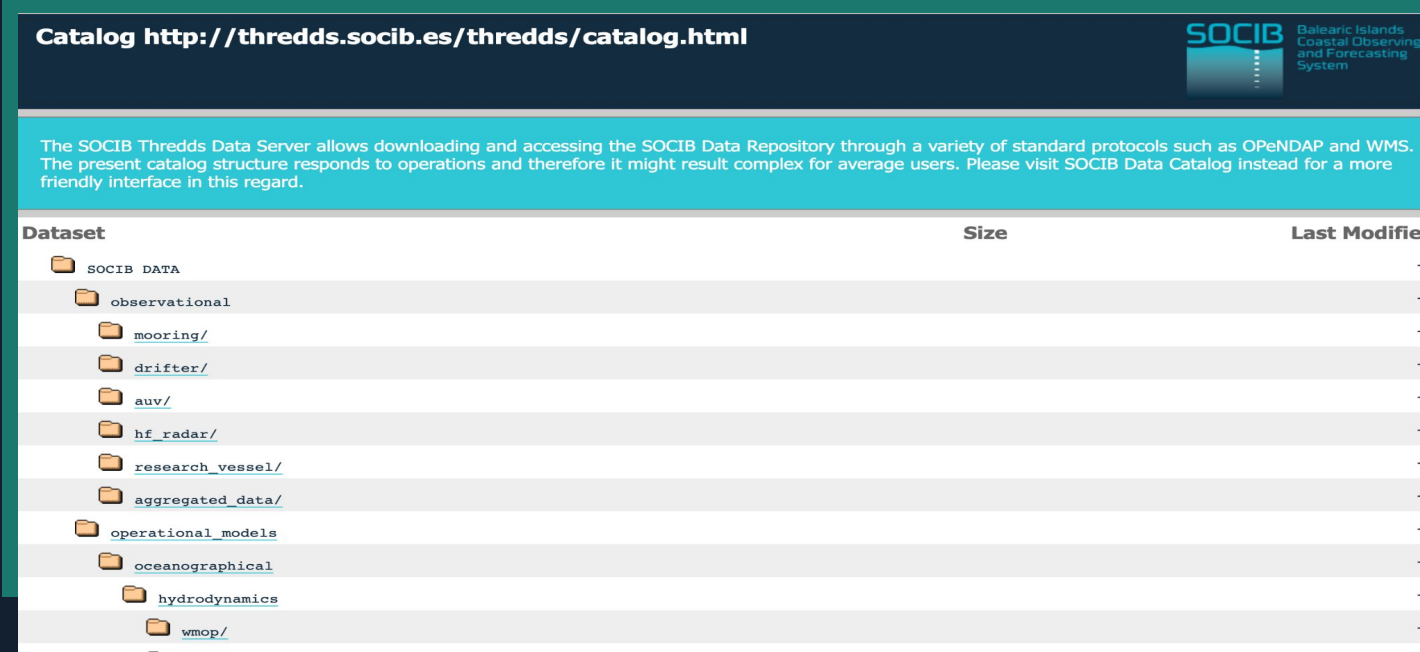 Catalog http://thredds.socib.es/thredds/catalog.html
SOCIB
Balearic Islands
Coastal Observing
and Forecasting
System
The SOCIB Thredds Data Server allows downloading and accessing the SOCIB Data Repository through a variety of standard protocols such as OPeNDAP and WMS.
The present catalog structure responds to operations and therefore it might result complex for average users. Please visit SOCIB Data Catalog instead for a more
friendly interface in this regard.
Dataset Size Last Modifie
SOCIB DATA
observational
mooring/
drifter/
auv/
hf_radar/
research_vessel/
aggregated_data/
operational_models
oceanographical
hydrodynamics
wmop/